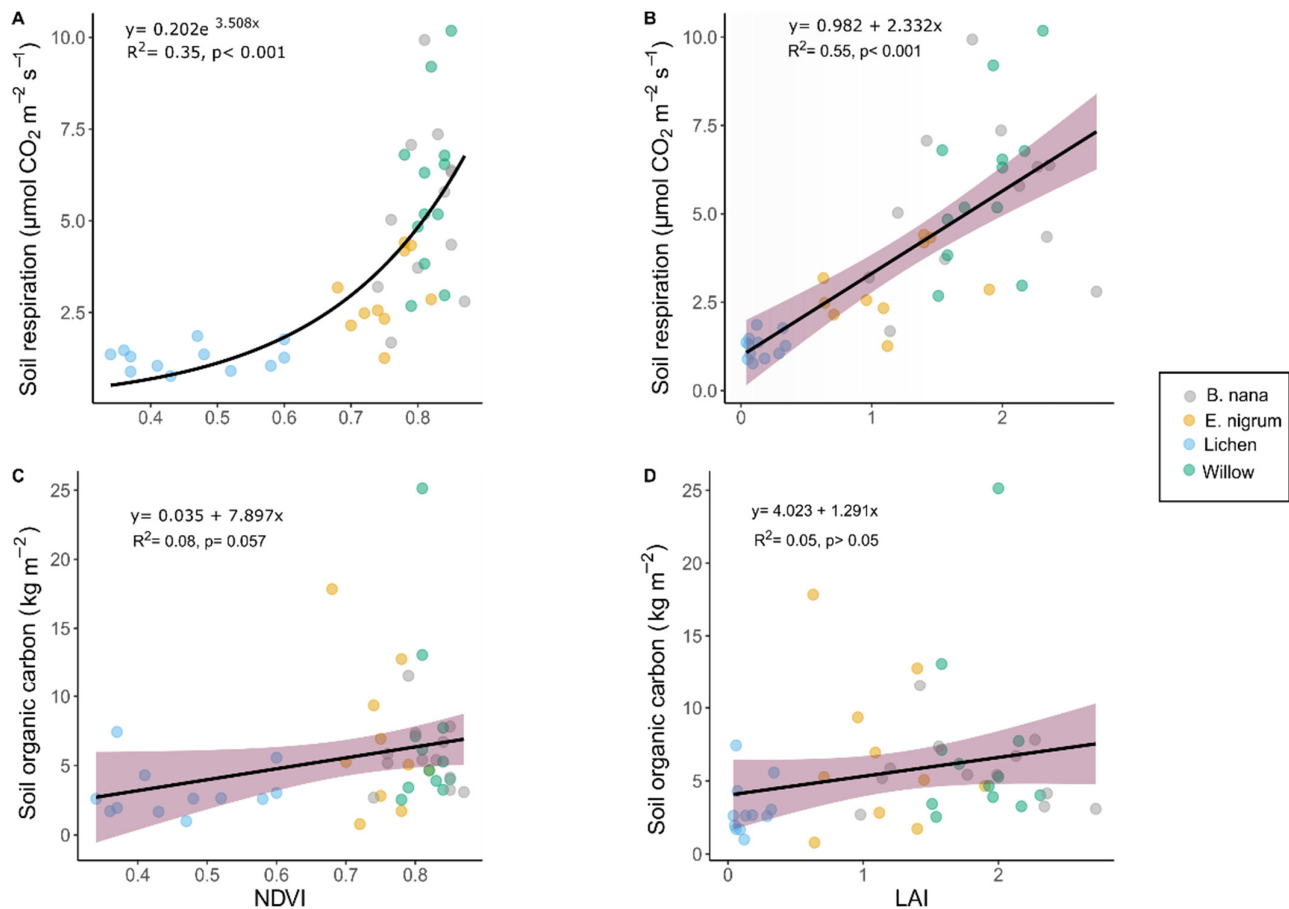 A
y= 0.202e 3.508x
R²= 0.35, p< 0.001
Soil respiration (µmol CO₂ m⁻² s⁻¹)
10.0
7.5
5.0
2.5
0.4
0.5
0.6
0.7
0.8
B
y= 0.982 + 2.332x
R²= 0.55, p< 0.001
Soil respiration (µmol CO₂ m⁻² s⁻¹)
10.0
7.5
5.0
2.5
0.0
0
1
2
B. nana
E. nigrum
Lichen
Willow
C
y= 0.035 + 7.897x
R²= 0.08, p= 0.057
Soil organic carbon (kg m⁻²)
25
20
15
10
5
0
0.4
0.5
0.6
0.7
0.8
NDVI
D
y= 4.023 + 1.291x
R²= 0.05, p> 0.05
Soil organic carbon (kg m⁻²)
25
20
15
10
5
0
0
1
2
LAI